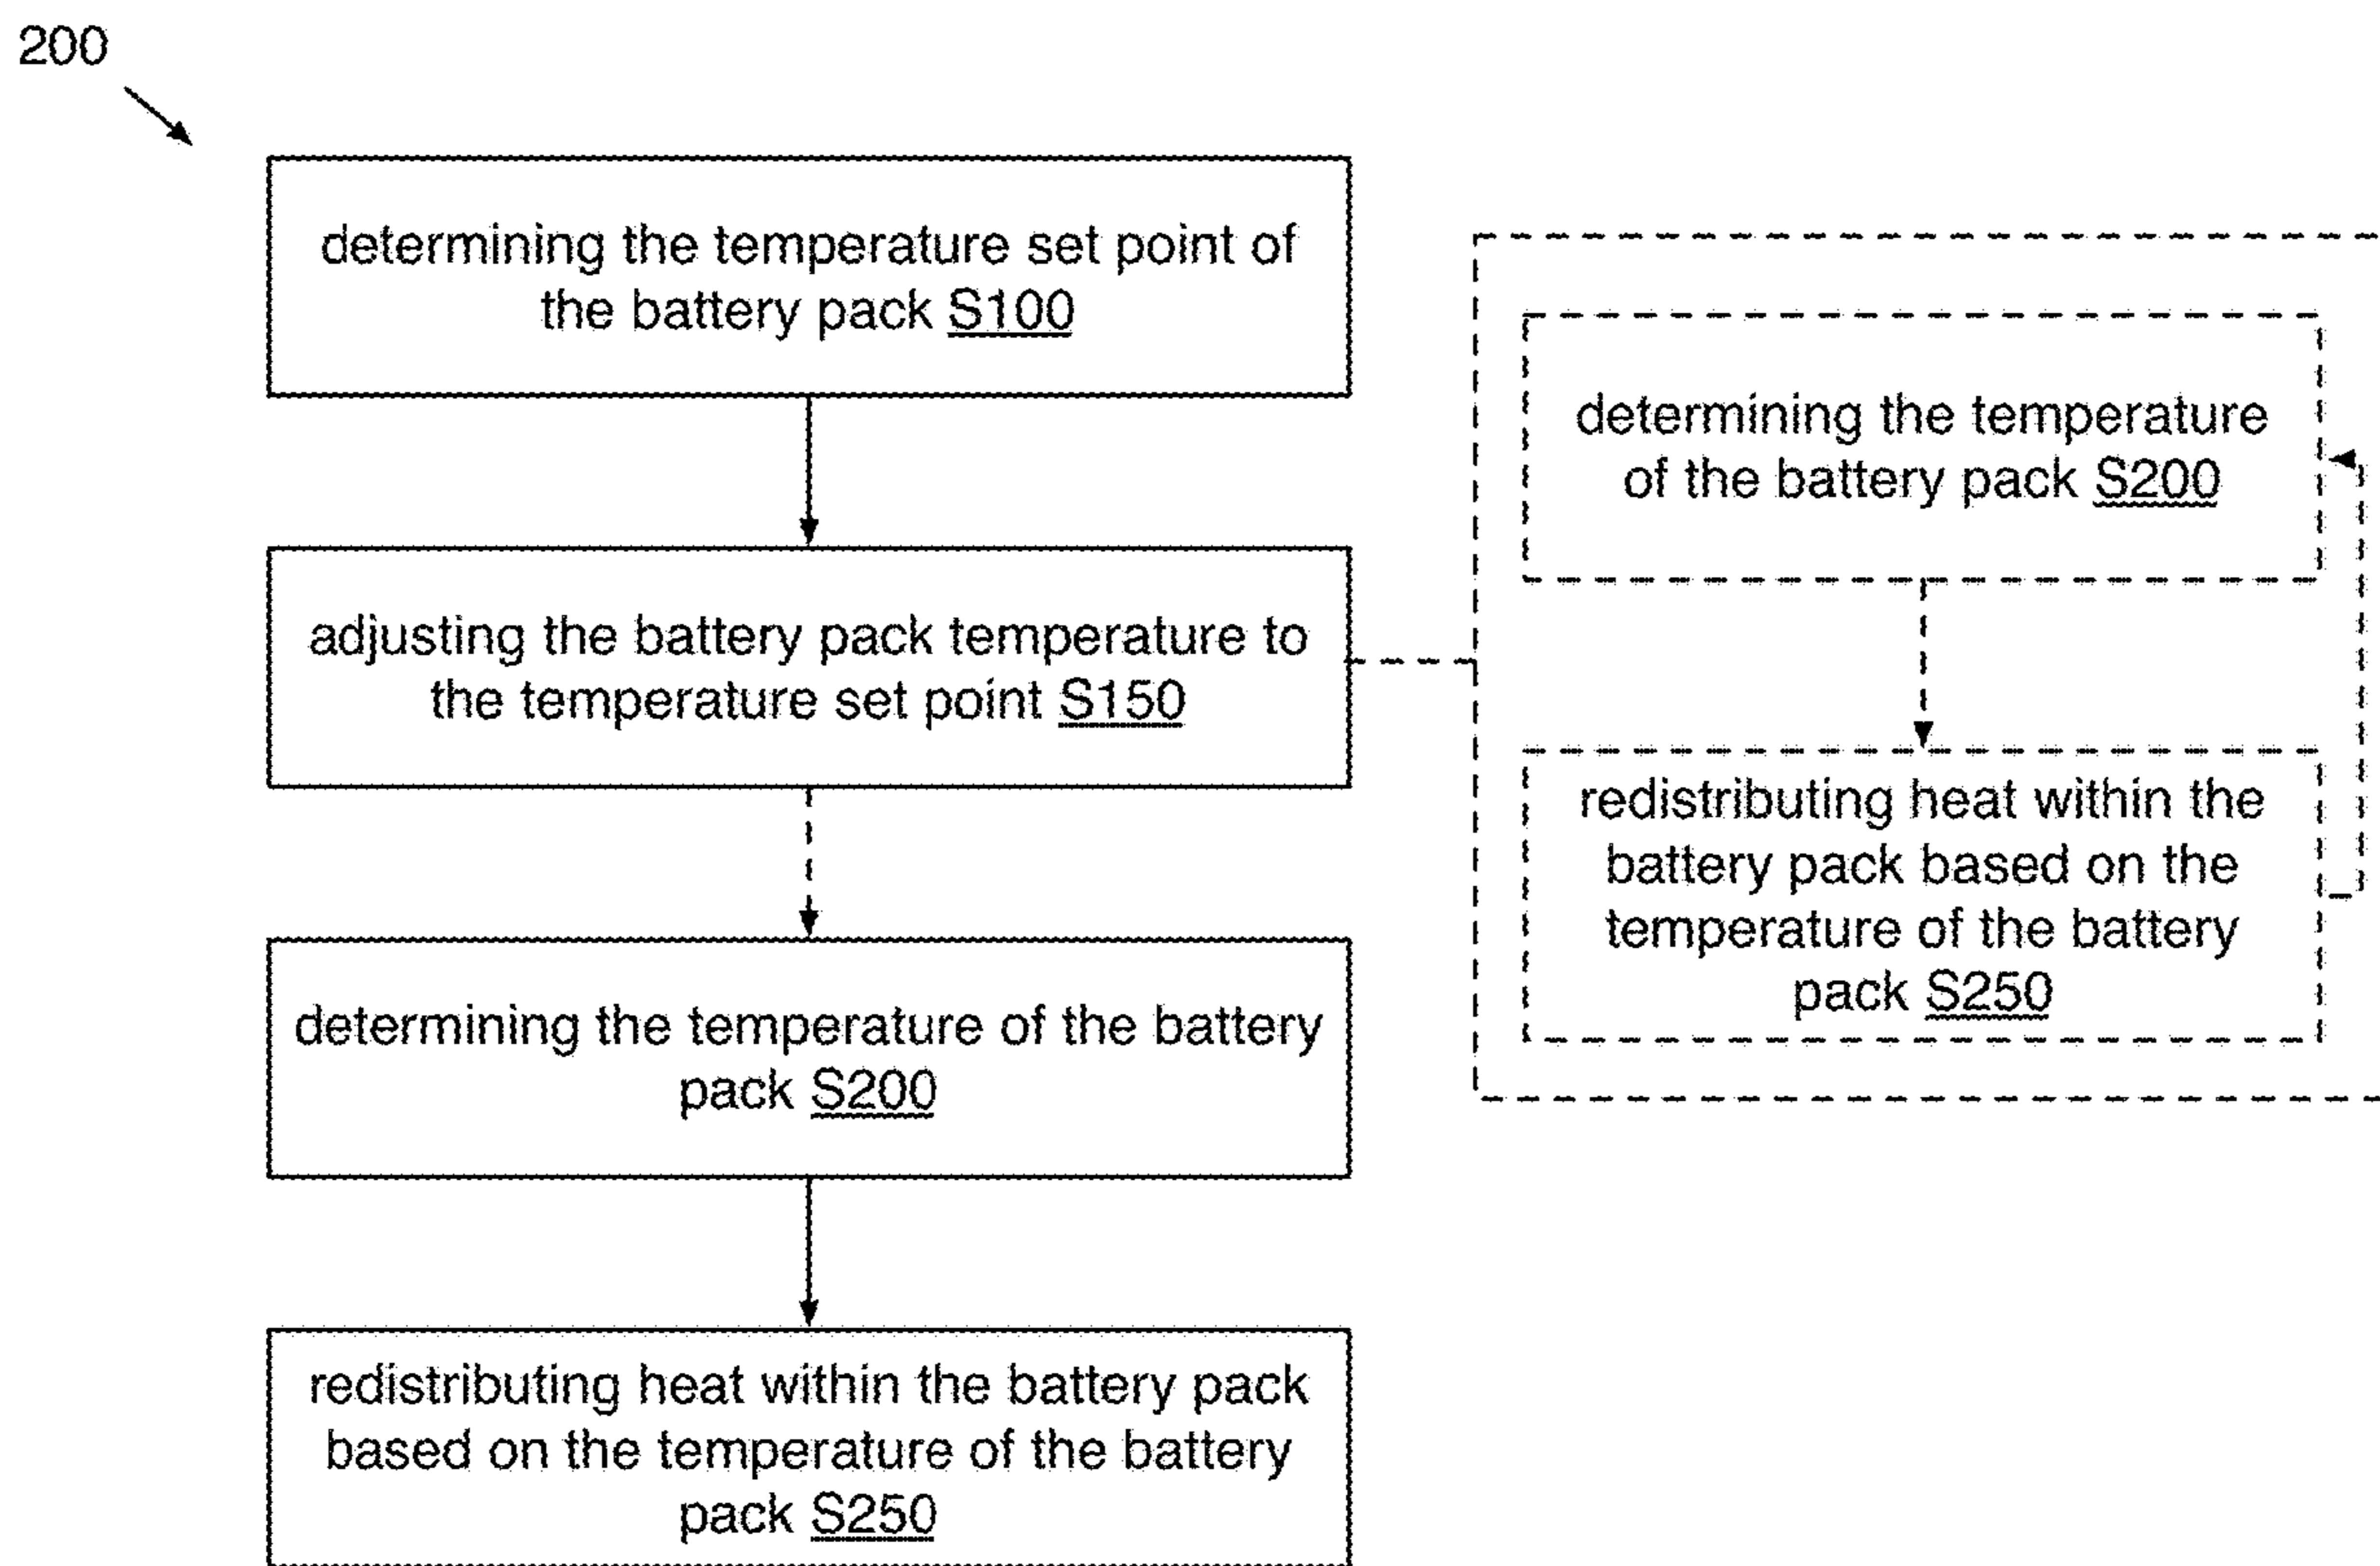 200
determining the temperature set point of
the battery pack S100
adjusting the battery pack temperature to
the temperature set point S150
determining the temperature of the battery
pack S200
redistributing heat within the battery pack
based on the temperature of the battery
pack S250
determining the temperature
of the battery pack S200
redistributing heat within the
battery pack based on the
temperature of the battery
pack S250